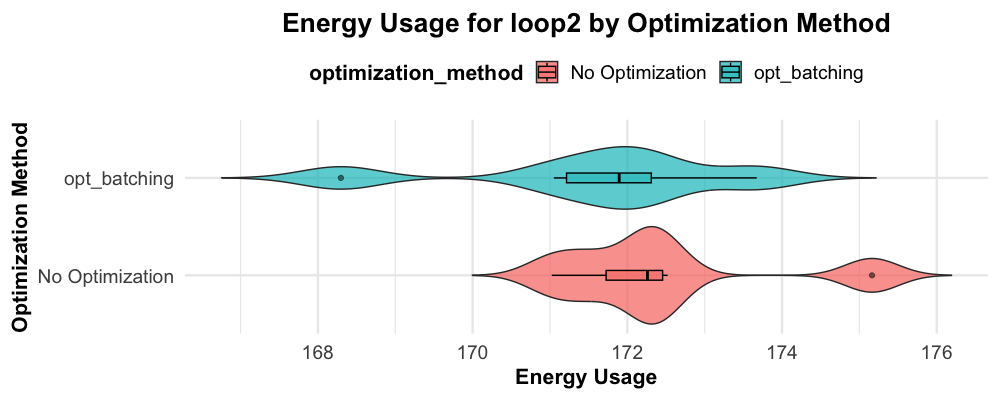 Energy Usage for loop2 by Optimization Method
optimization_method No Optimization opt_batching
Optimization Method
opt_batching
No Optimization
168 170 172 174 176
Energy Usage